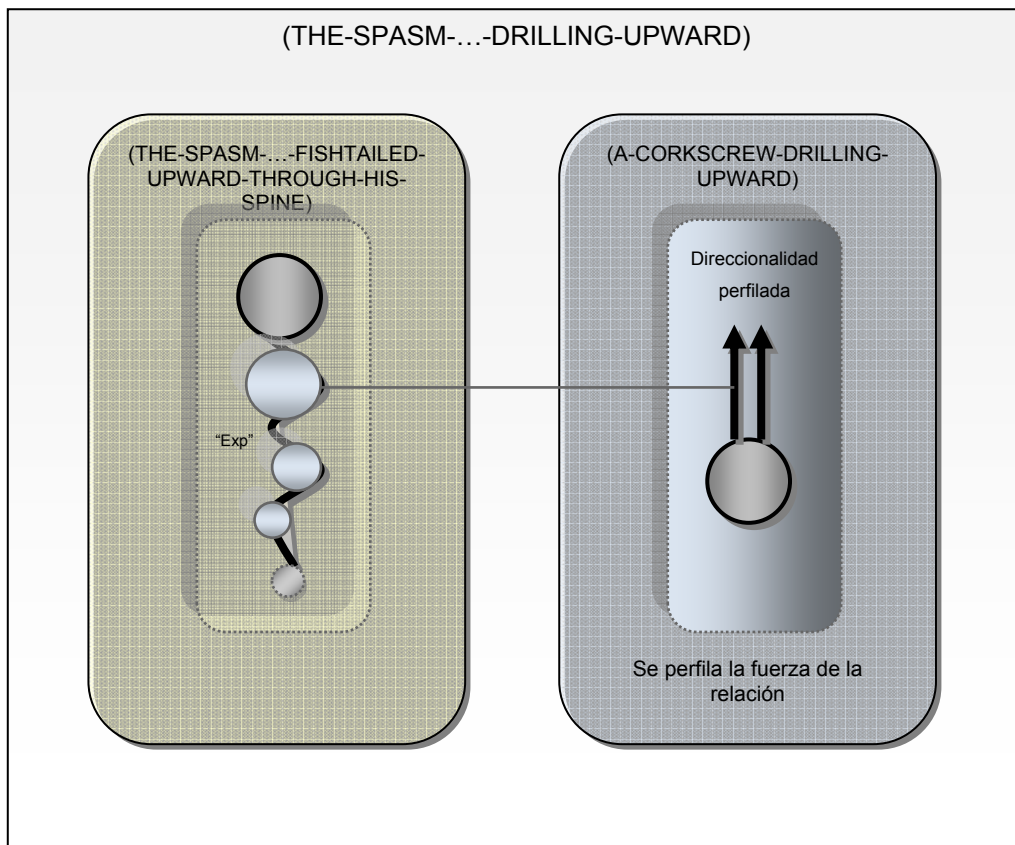 (THE-SPASM-…-DRILLING-UPWARD)
(THE-SPASM-…-FISHTAILED-
UPWARD-THROUGH-HIS-
SPINE)
“Exp”
(A-CORKSCREW-DRILLING-
UPWARD)
Direccionalidad
perfilada
Se perfila la fuerza de la
relación